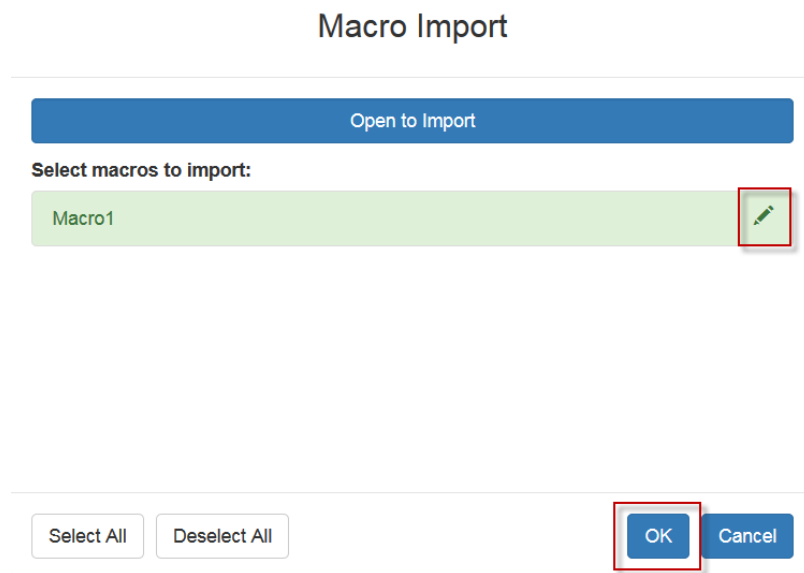 Macro Import
Open to Import
Select macros to import:
Macro1
Select All Deselect All OK Cancel